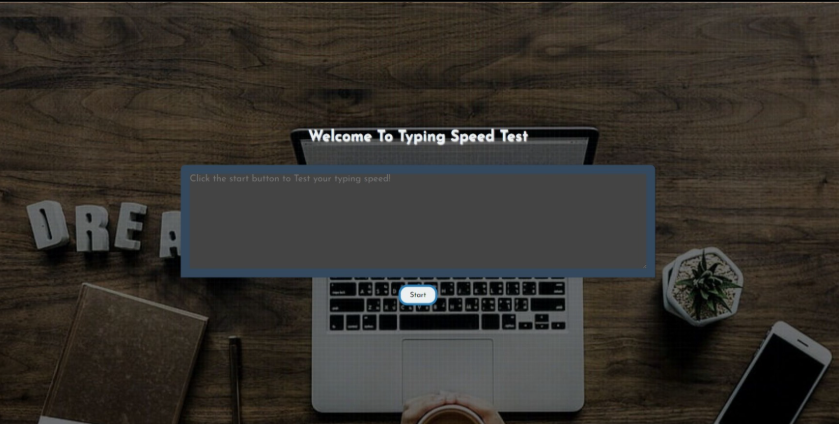 Welcome To Typing Speed Test
Click the start button to Test your typing speed!
DREA
Start